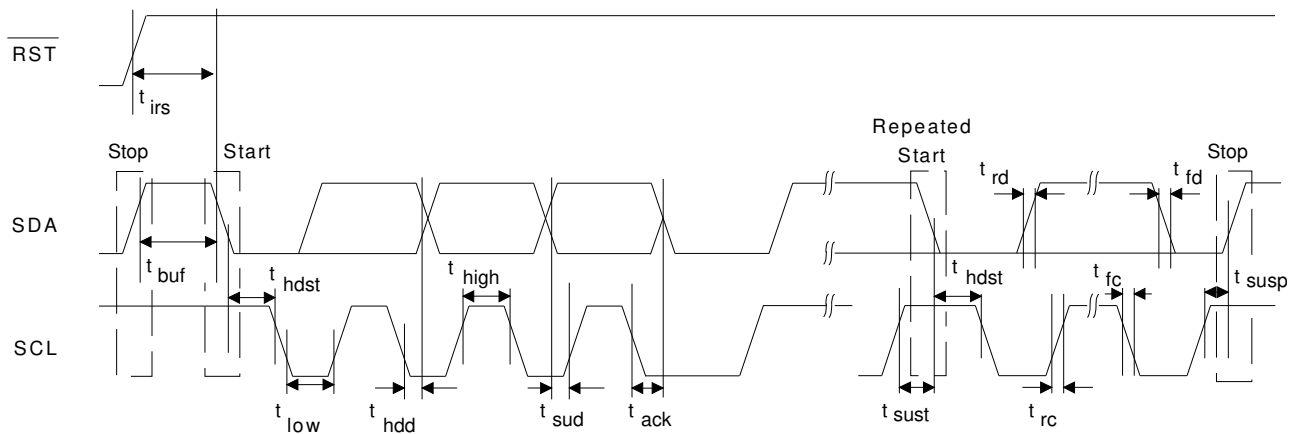 RST
t irs
Repeated
Stop
Start
Start
Stop
t rd
t fd
SDA
t buf
t hdst
t high
t hdst
t fc
t susp
SCL
t low
t hdd
t sud
t ack
t sust
t rc